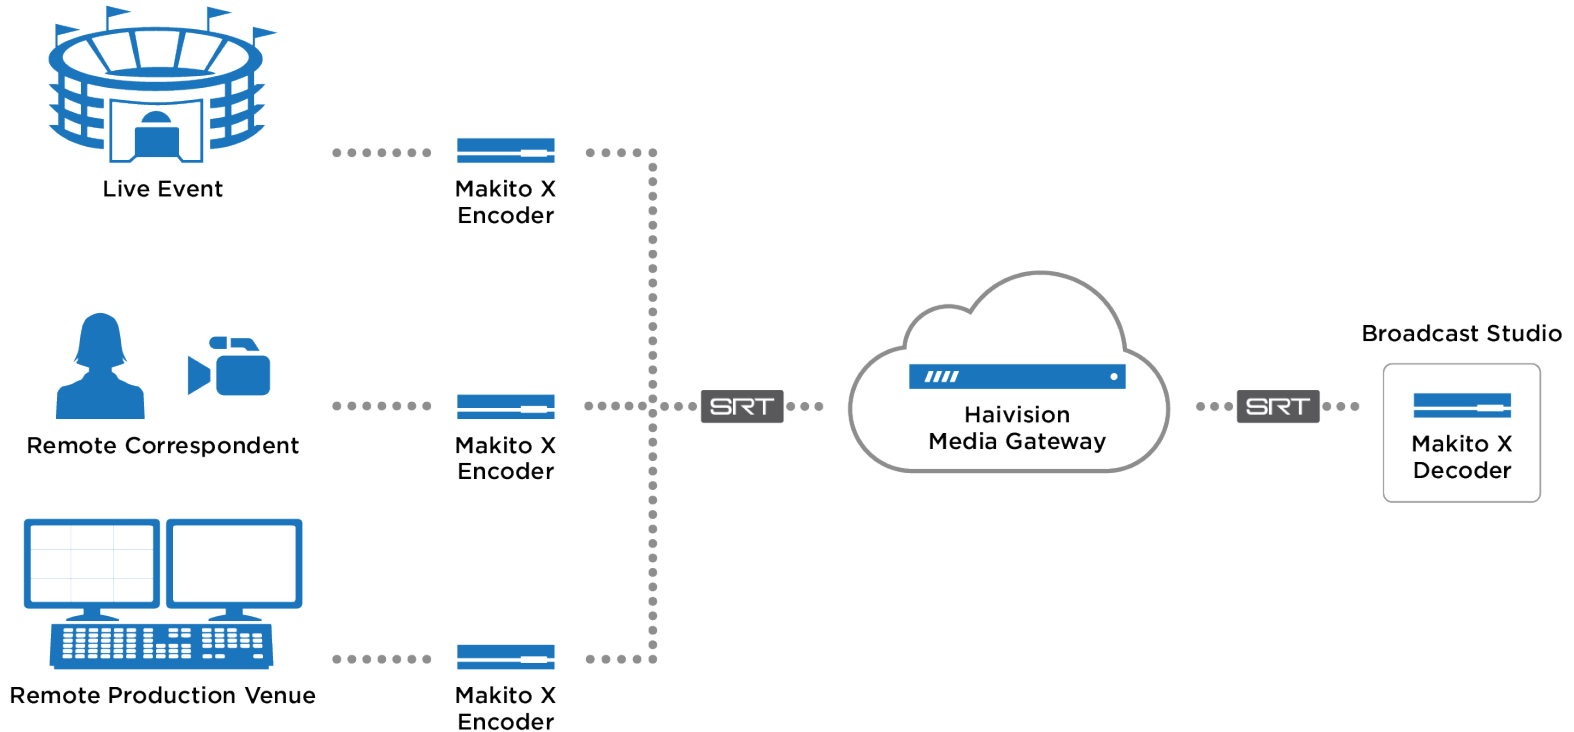 Live Event
Makito X
Encoder
Remote Correspondent
Makito X
Encoder
Remote Production Venue
Makito X
Encoder
SRT
Haivision
Media Gateway
SRT
Broadcast Studio
Makito X
Decoder